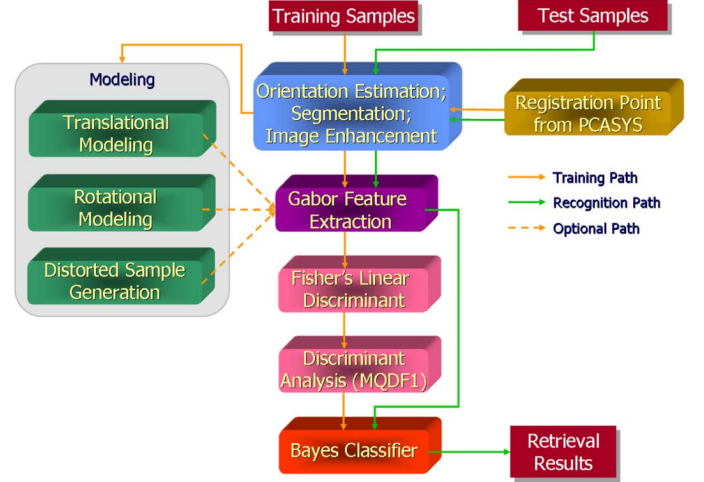 Training Samples
Test Samples
Modeling
Orientation Estimation;
Segmentation;
Image Enhancement
Registration Point
from PCASYS
Translational
Modeling
Training Path
Rotational
Modeling
Gabor Feature
Extraction
Recognition Path
Optional Path
Distorted Sample
Generation
Fisher's Linear
Discriminant
Discriminant
Analysis (MQDF1)
Bayes Classifier
Retrieval
Results